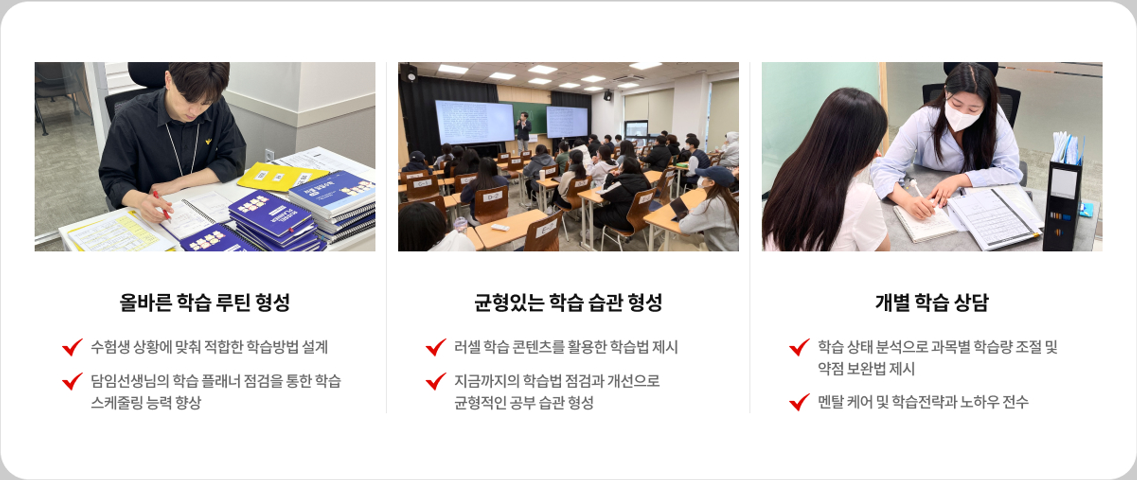 올바른 학습 루틴 형성
수험생 상황에 맞춰 적합한 학습방법 설계
담임선생님의 학습 플래너 점검을 통한 학습
스케줄링 능력 향상
균형있는 학습 습관 형성
러셀 학습 콘텐츠를 활용한 학습법 제시
지금까지의 학습법 점검과 개선으로
균형적인 공부 습관 형성
개별 학습 상담
학습 상태 분석으로 과목별 학습량 조절 및
약점 보완법 제시
멘탈 케어 및 학습전략과 노하우 전수